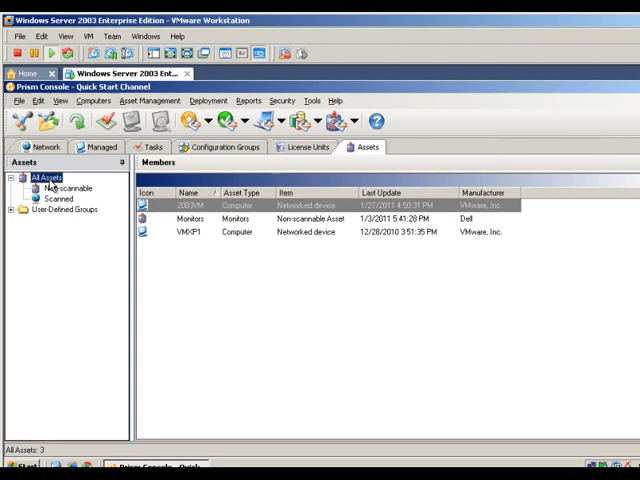 Windows Server 2003 Enterprise Edition - VMware Workstation
File Edit View VM Team Windows Help
Home Windows Server 2003 Ent...
Prism Console - Quick Start Channel
File Edit View Computers Asset Management Deployment Reports Security Tools Help
Network Managed Tasks Configuration Groups License Units Assets
Assets Members
All Assets
Non-scannable
Scanned
User-Defined Groups
Icon Name Asset Type Item Last Update Manufacturer
2003VM Computer Networked device 1/27/2011 4:50:31 PM VMware, Inc.
Monitors Monitors Non-scannable Asset 1/3/2011 5:41:28 PM Dell
VMXP1 Computer Networked device 12/28/2010 3:51:35 PM VMware, Inc.
All Assets: 3
Start Prism Console - Quick